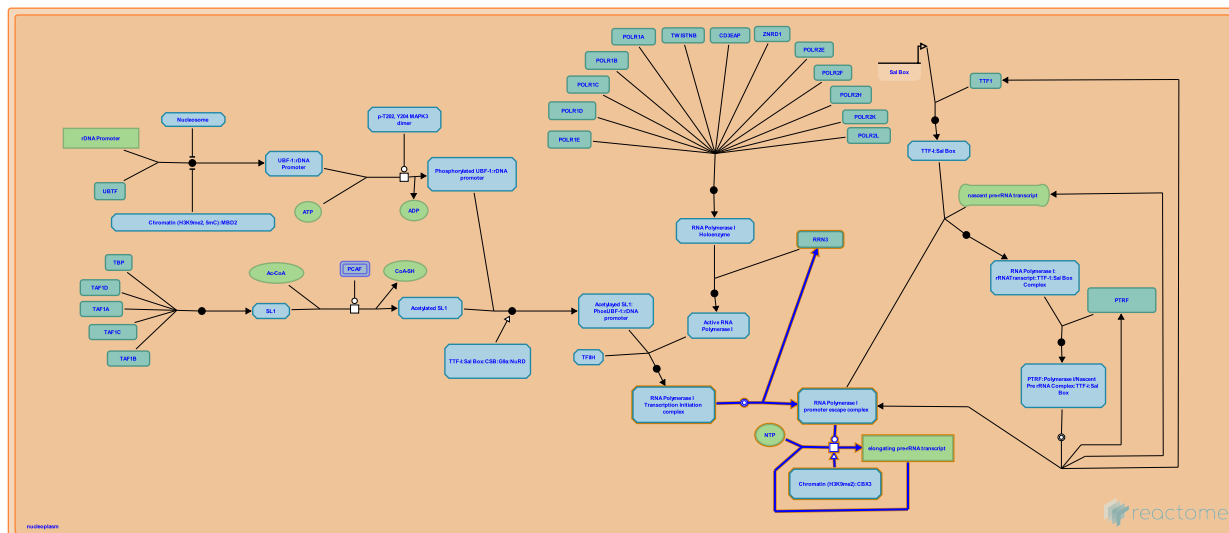 POLR1A
TWISTNB
CD3EAP
ZNRD1
POLR1B
POLR2E
POLR1C
POLR2F
POLR1D
POLR2H
POLR1E
POLR2K
POLR2L
Sal Box
TTF1
rDNA Promoter
Nucleosome
p-T202, Y204 MAPK3
dimer
TTF-I:Sal Box
UBF-1:rDNA
Promoter
Phosphorylated UBF-1:rDNA
promoter
UBTF
ATP
ADP
nascent pre-rRNA transcript
Chromatin (H3K9me2, 5mC):MBD2
RNA Polymerase I
Holoenzyme
RRN3
TBP
Ac-CoA
PCAF
CoA-SH
TAF1D
TAF1A
TAF1C
TAF1B
SL1
Acetylated SL1
Acetylayed SL1:
PhosUBF-1:rDNA
promoter
Active RNA
Polymerase I
RNA Polymerase I:
rRNATranscript:TTF-1:Sal Box
Complex
PTRF
TTF-I:Sal Box:CSB:G9a:NuRD
TFIIH
RNA Polymerase I
Transcription Initiation
complex
RNA Polymerase I
promoter escape complex
PTRF:Polymerase I/Nascent
Pre rRNA Complex:TTF-I:Sal
Box
NTP
elongating pre-rRNA transcript
Chromatin (H3K9me2):CBX3
nucleoplasm
reactome